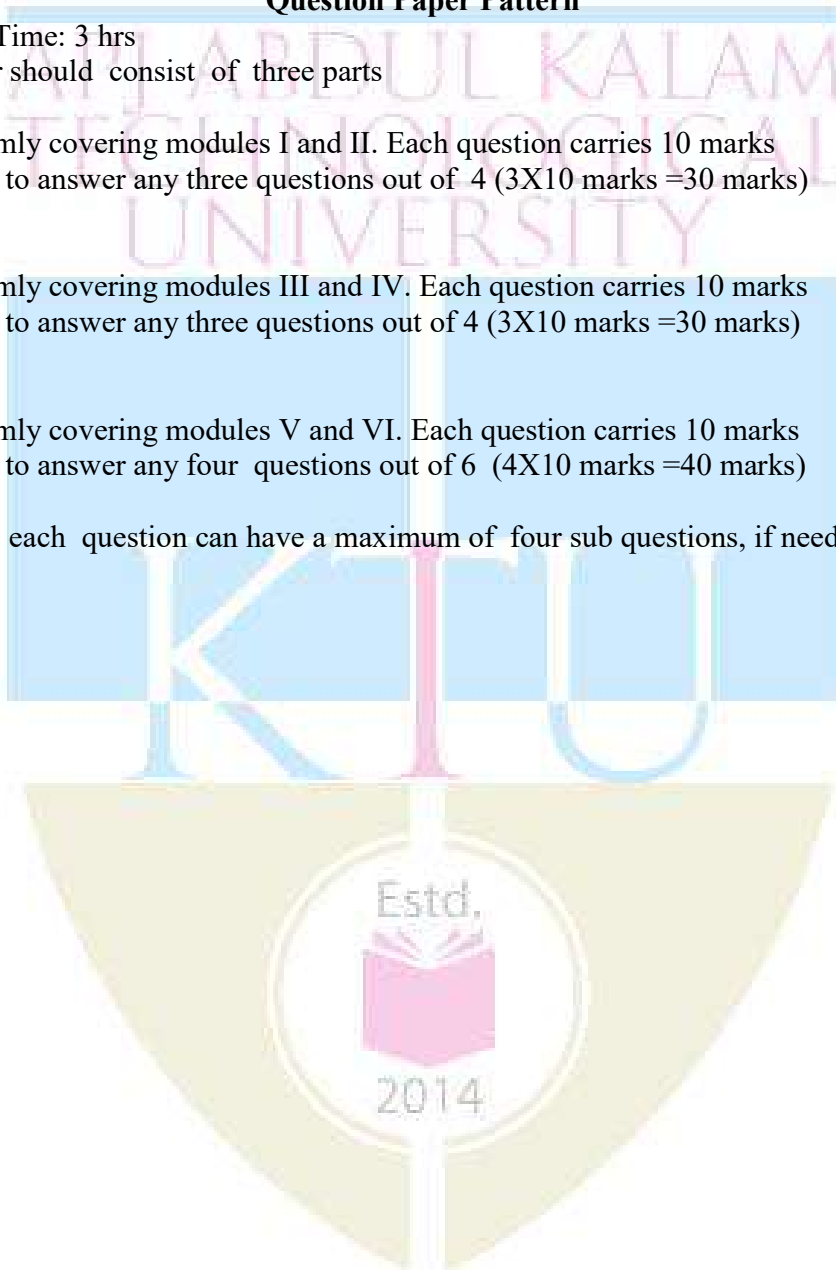 Question Paper Pattern
Time: 3 hrs
should consist of three parts
covering modules I and II. Each question carries 10 marks
to answer any three questions out of 4 (3X10 marks =30 marks)
covering modules III and IV. Each question carries 10 marks
to answer any three questions out of 4 (3X10 marks =30 marks)
covering modules V and VI. Each question carries 10 marks
to answer any four questions out of 6 (4X10 marks =40 marks)
each question can have a maximum of four sub questions, if need
APJ ABDUL KALAM
TECHNOLOGICAL
UNIVERSITY
KTU
Estd.
2014